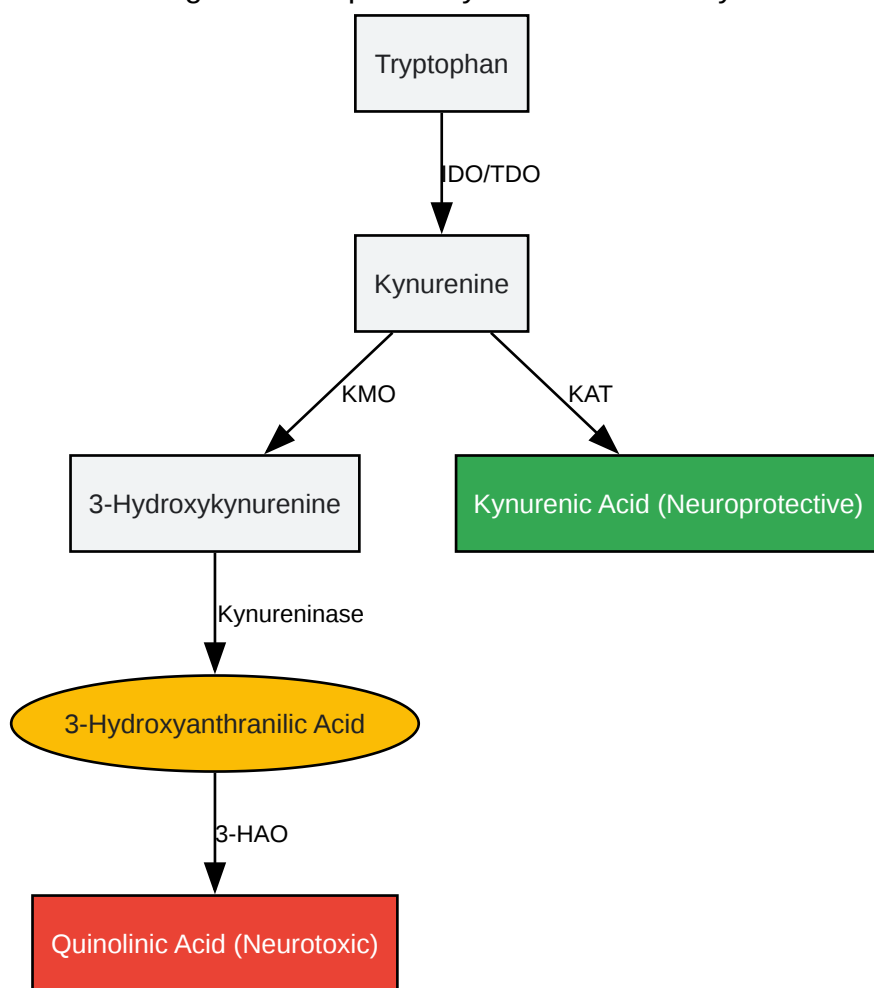 Tryptophan
IDO/TDO
Kynurenine
KMO
KAT
3-Hydroxykynurenine
Kynurenic Acid (Neuroprotective)
Kynureninase
3-Hydroxyanthranilic Acid
3-HAO
Quinolinic Acid (Neurotoxic)